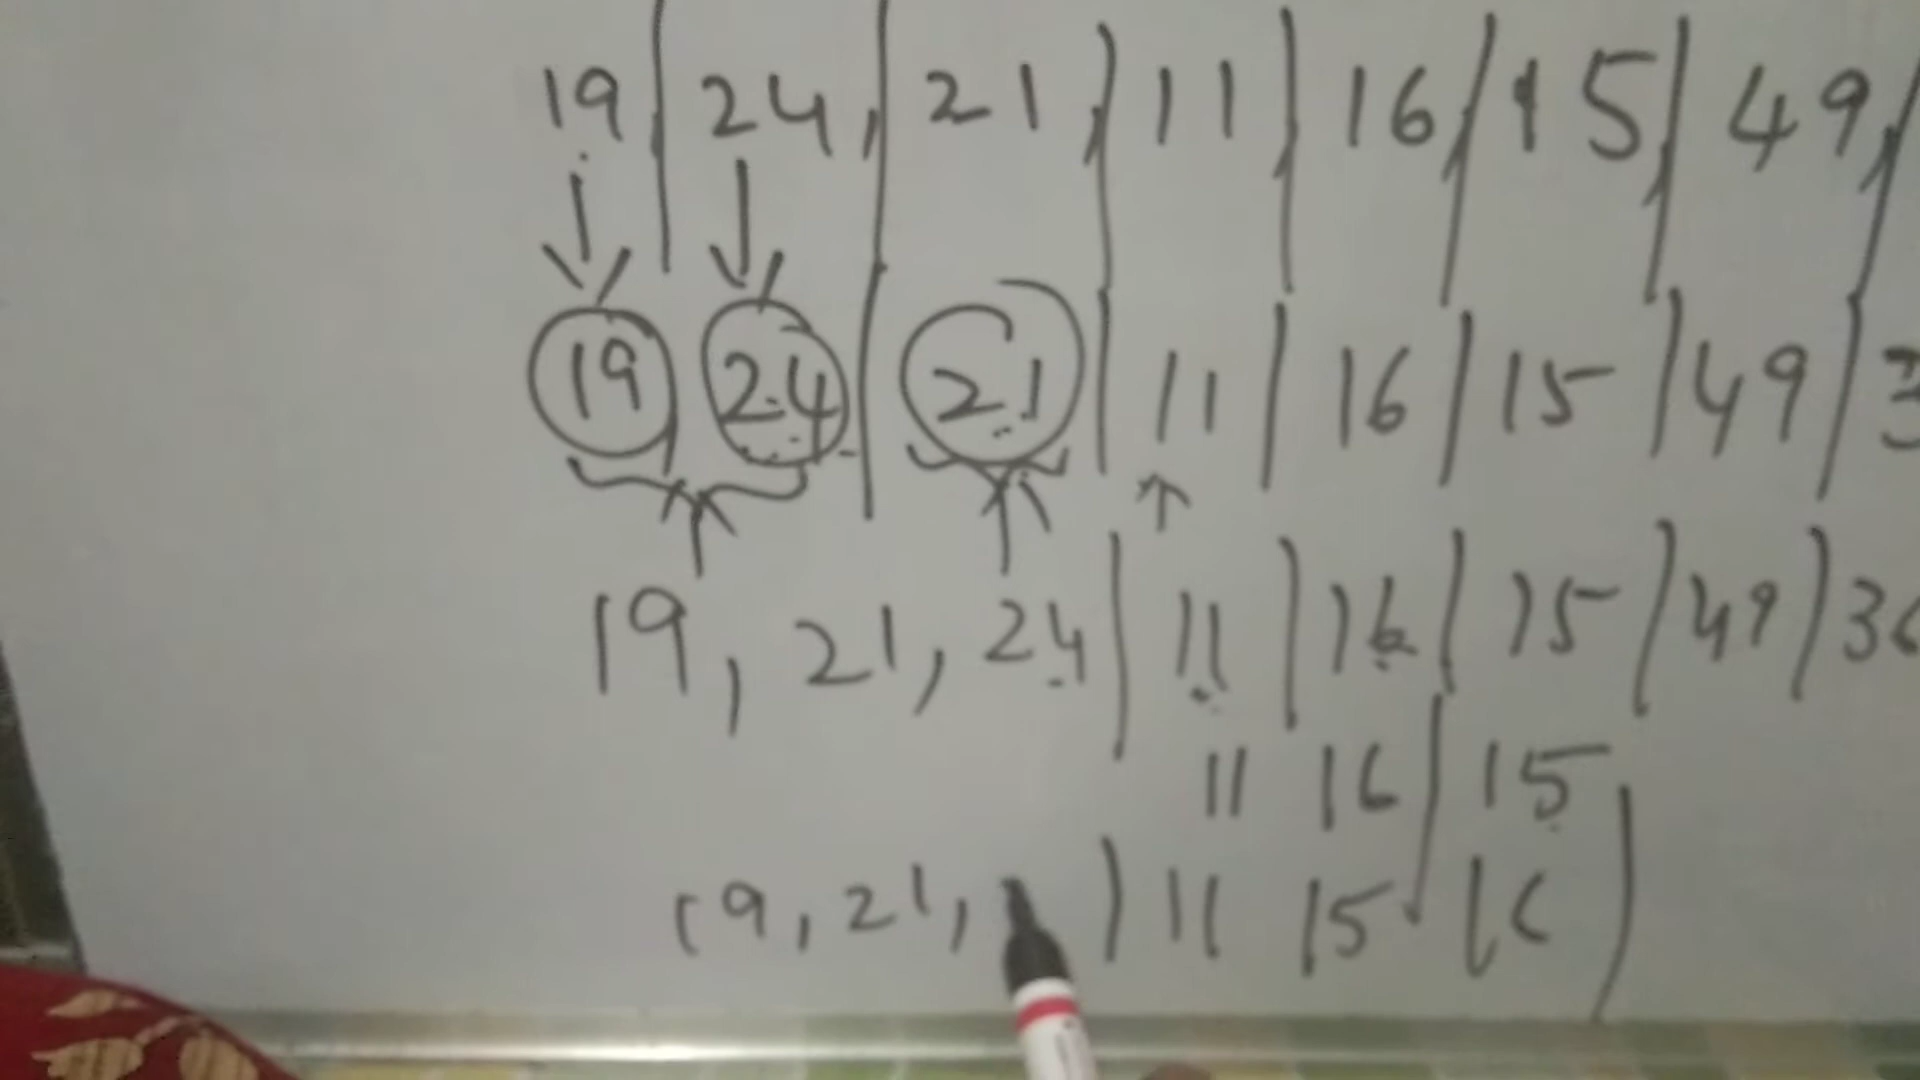 19, | 24, | 21, | 11 | 16 | 15 | 49, |
19 24 | 21 | 11 | 16 | 15 | 49 |
19, 21, 24 | 11 | 16 | 15 | 49 |
11 16 | 15
19, 21, | 11 15 16 |